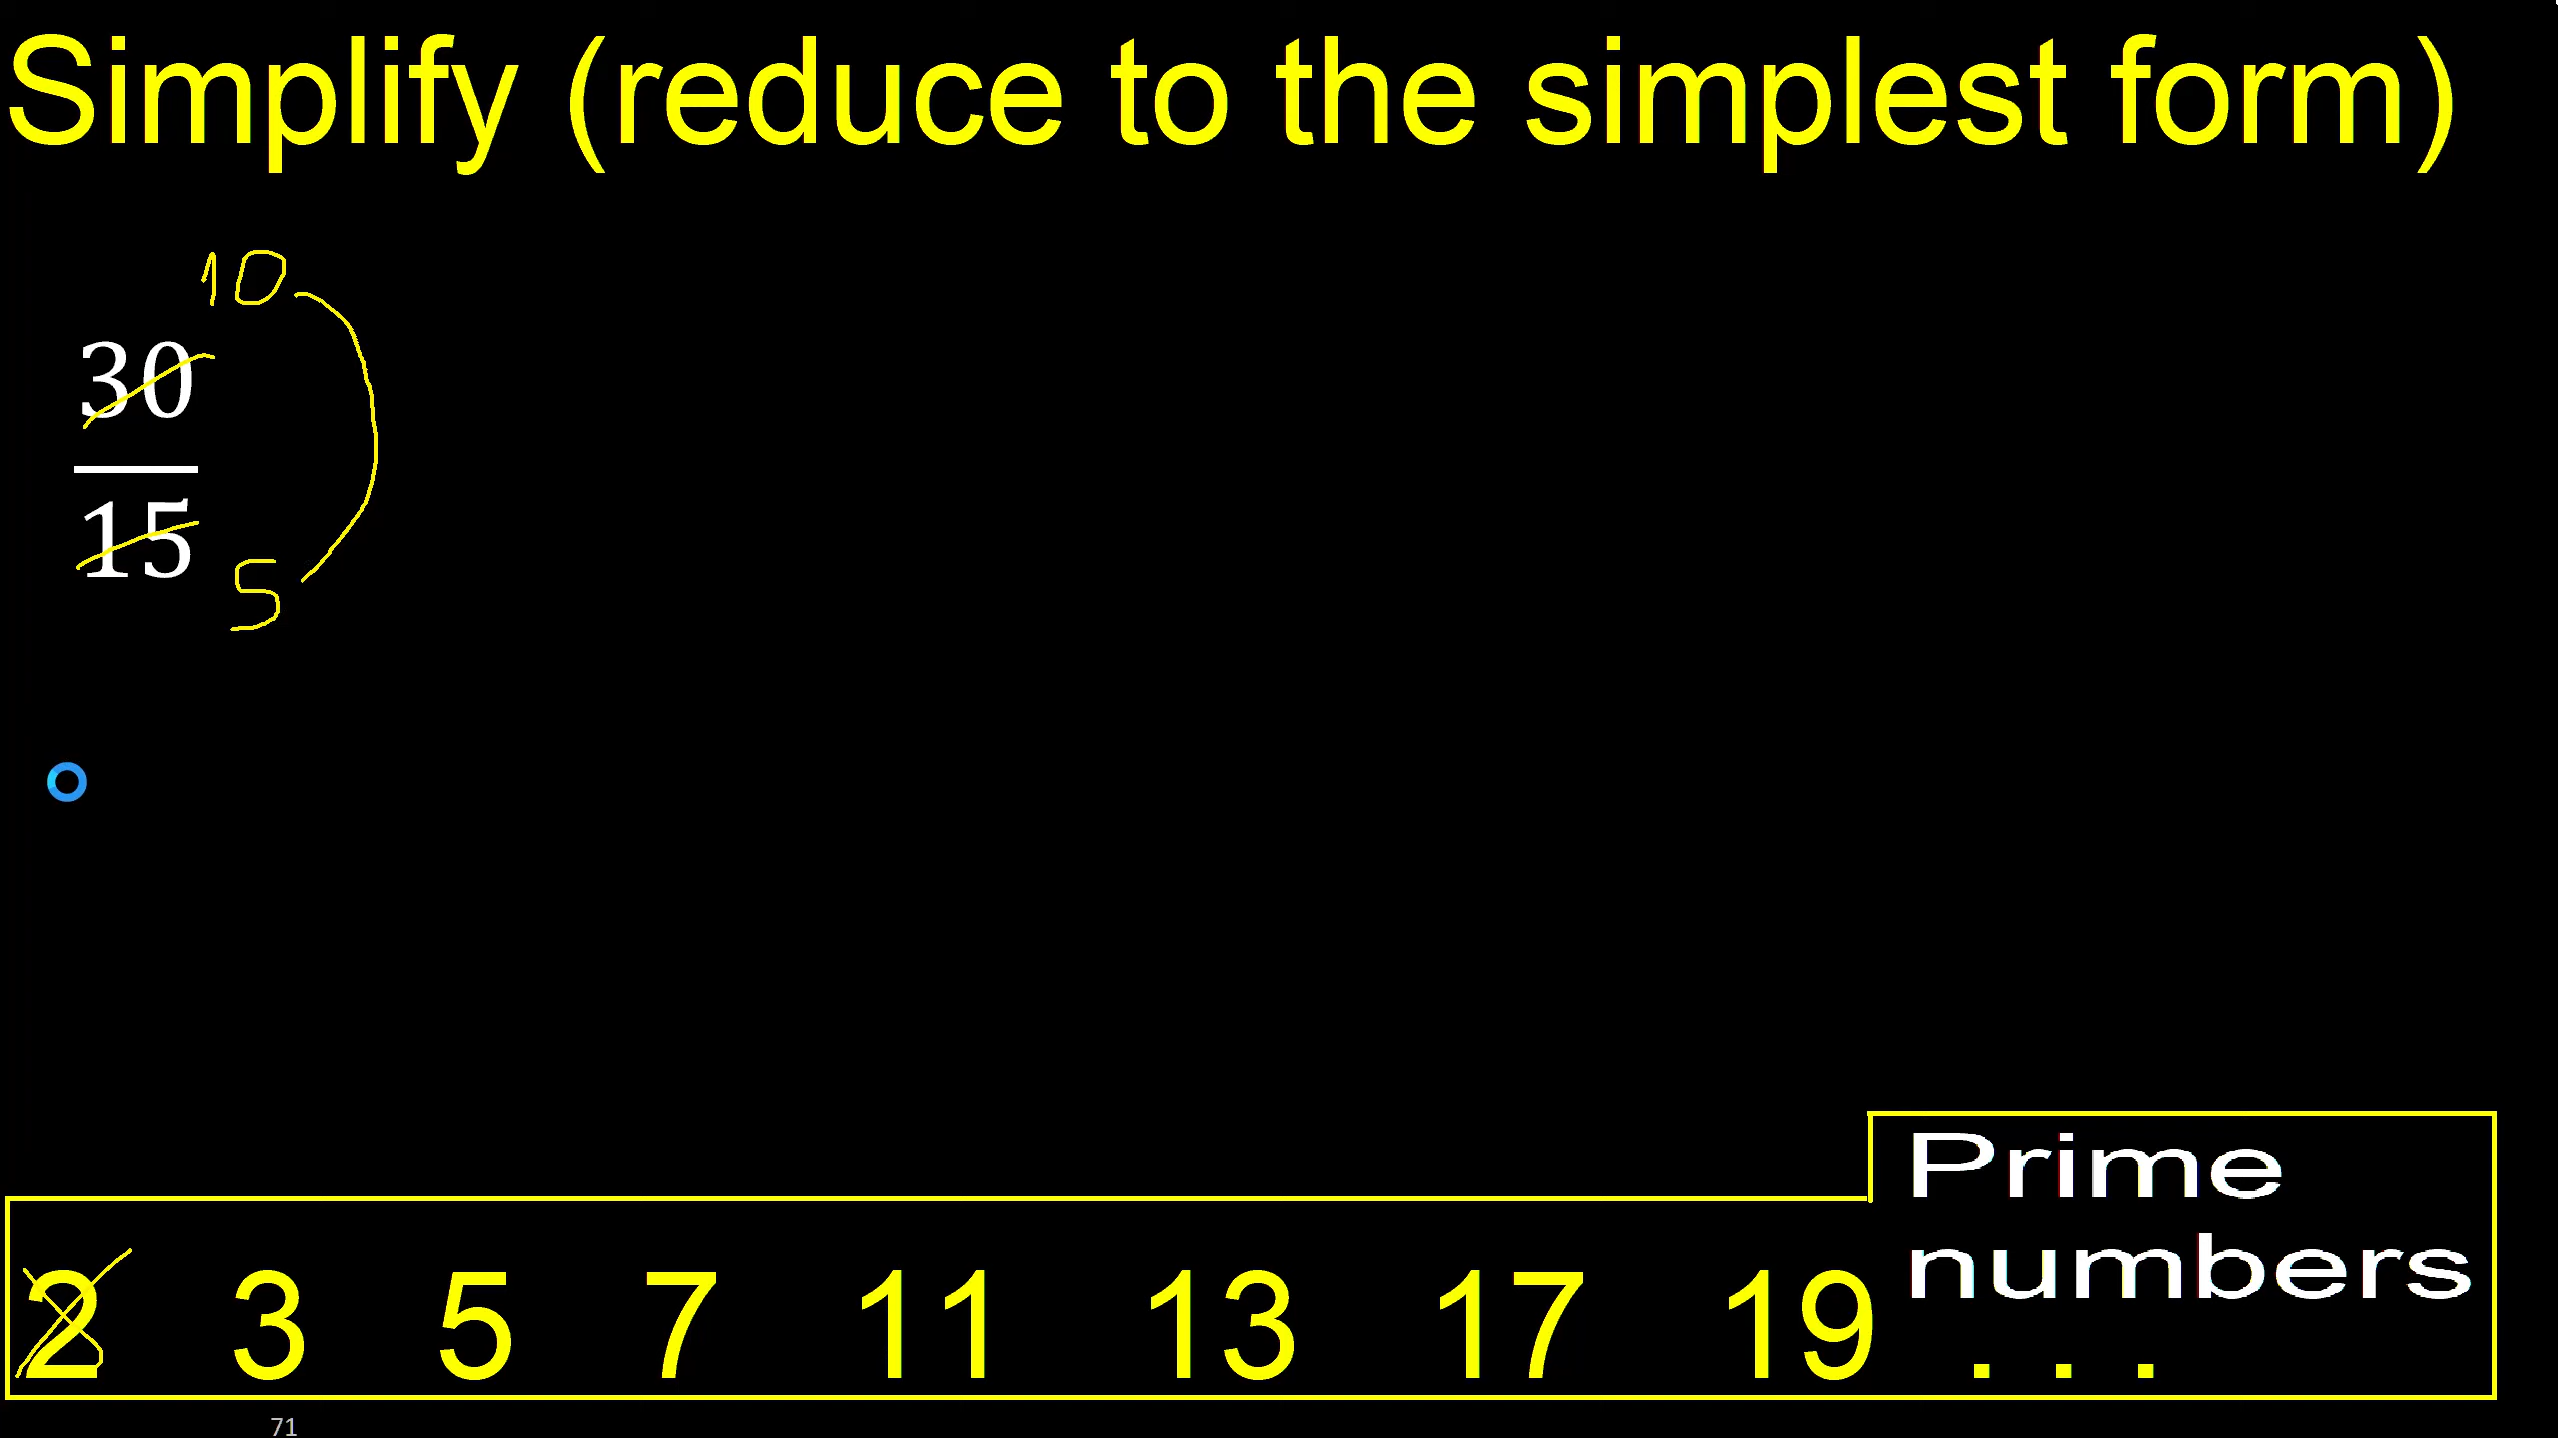 Simplify (reduce to the simplest form)
10
30
15
5
Prime
numbers
2 3 5 7 11 13 17 19 . . .
71